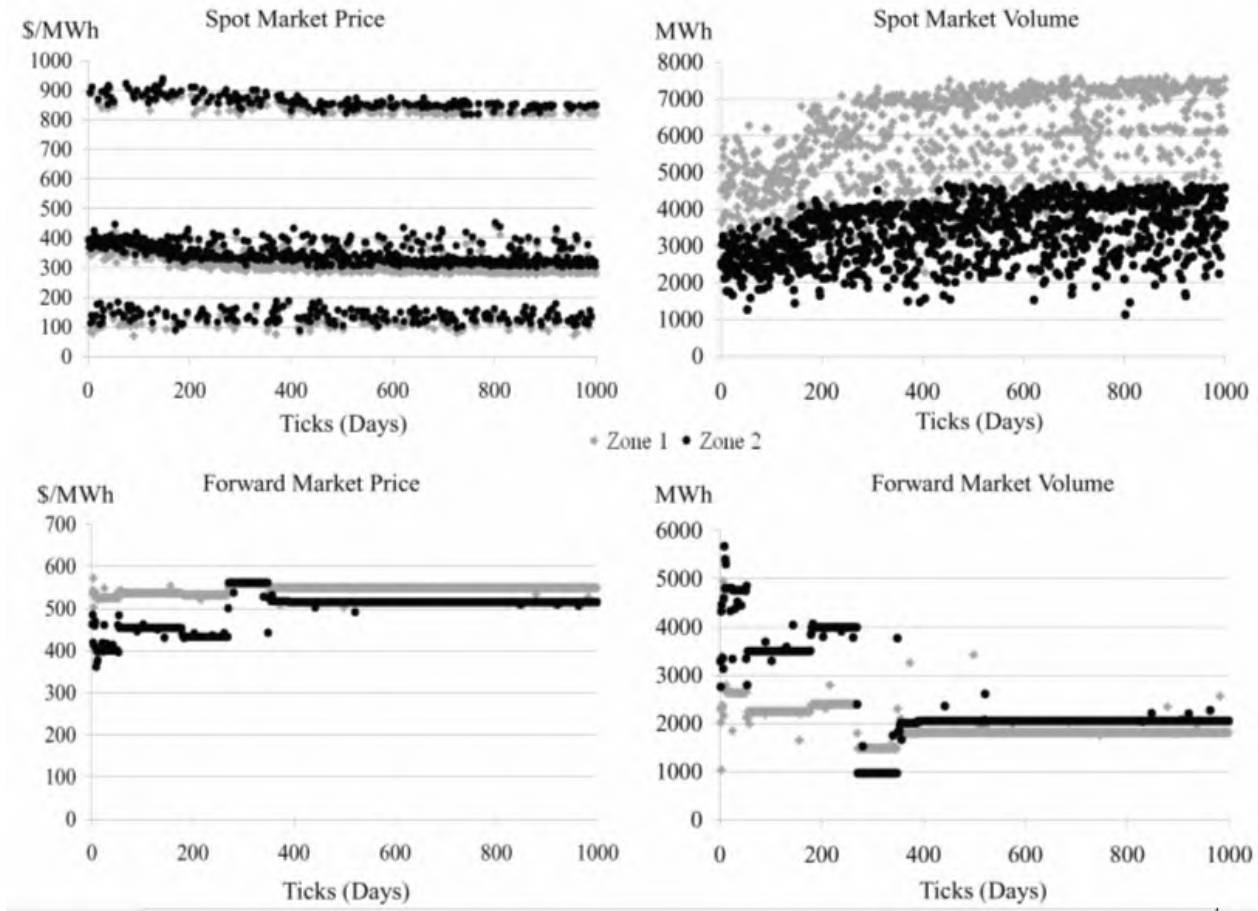 Spot Market Price
$/MWh
1000
900
800
700
600
500
400
300
200
100
0
0 200 400 600 800 1000
Ticks (Days)
Spot Market Volume
MWh
8000
7000
6000
5000
4000
3000
2000
1000
0
0 200 400 600 800 1000
Ticks (Days)
Zone 1 Zone 2
Forward Market Price
$/MWh
700
600
500
400
300
200
100
0
0 200 400 600 800 1000
Ticks (Days)
Forward Market Volume
MWh
6000
5000
4000
3000
2000
1000
0
0 200 400 600 800 1000
Ticks (Days)